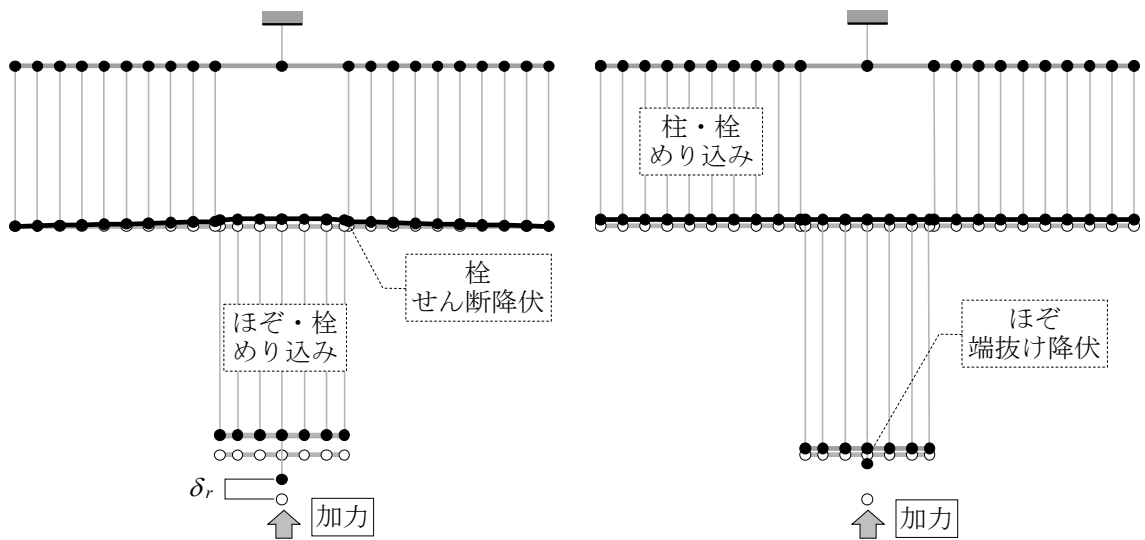 柱・栓
めり込み
栓
せん断降伏
ほぞ・栓
めり込み
ほぞ
端抜け降伏
δr
加力
加力